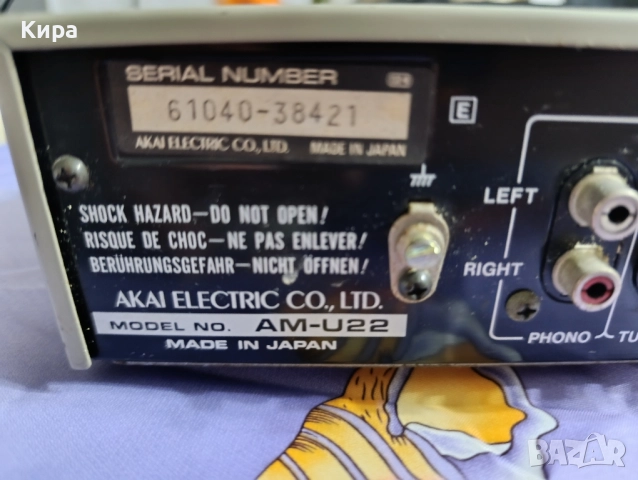 Кира
SERIAL NUMBER
61040-38421
AKAI ELECTRIC CO., LTD. MADE IN JAPAN
E
SHOCK HAZARD—DO NOT OPEN!
RISQUE DE CHOC—NE PAS ENLEVER!
BERÜHRUNGSGEFAHR—NICHT ÖFFNEN!
AKAI ELECTRIC CO., LTD.
MODEL NO. AM-U22
MADE IN JAPAN
LEFT
RIGHT
PHONO TU
BAZAR